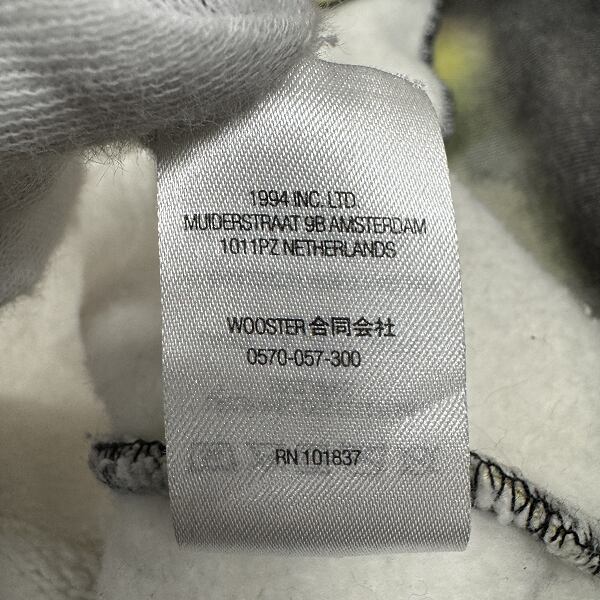 1994 INC. LTD.
MUIDERSTRAAT 9B AMSTERDAM
1011PZ NETHERLANDS
WOOSTER 合同会社
0570-057-300
RN 101837